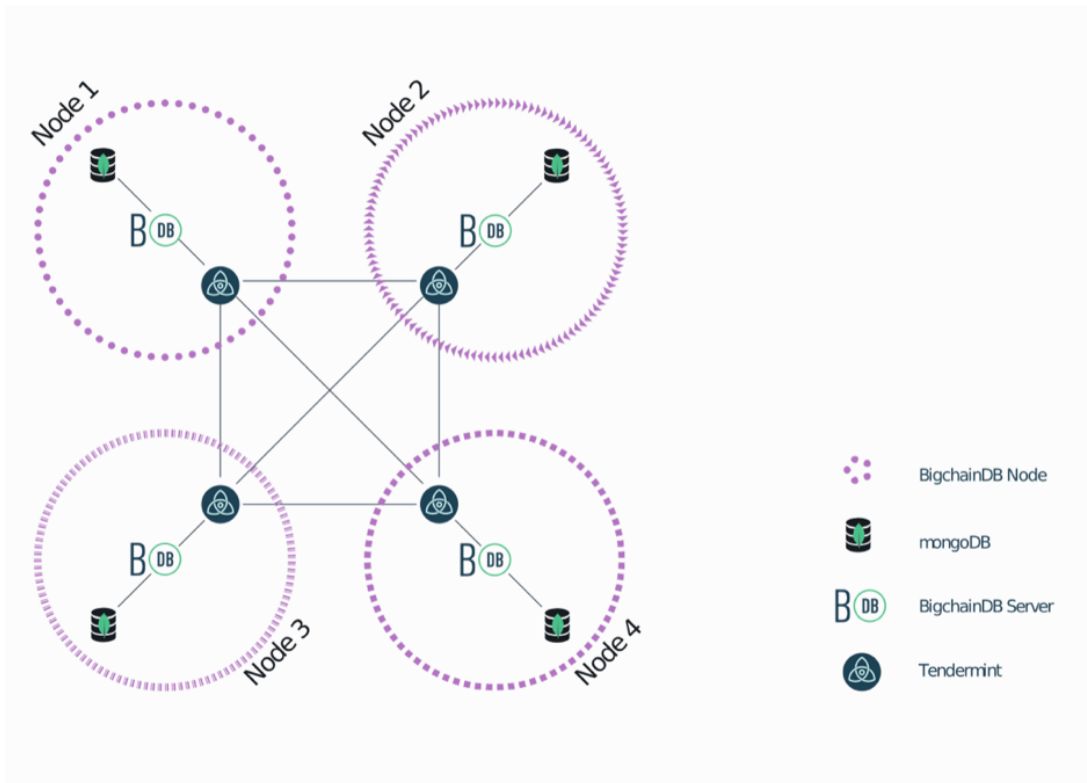 Node 1
Node 2
B DB
B DB
B DB
B DB
Node 3
Node 4
BigchainDB Node
mongoDB
B DB
BigchainDB Server
Tendermint